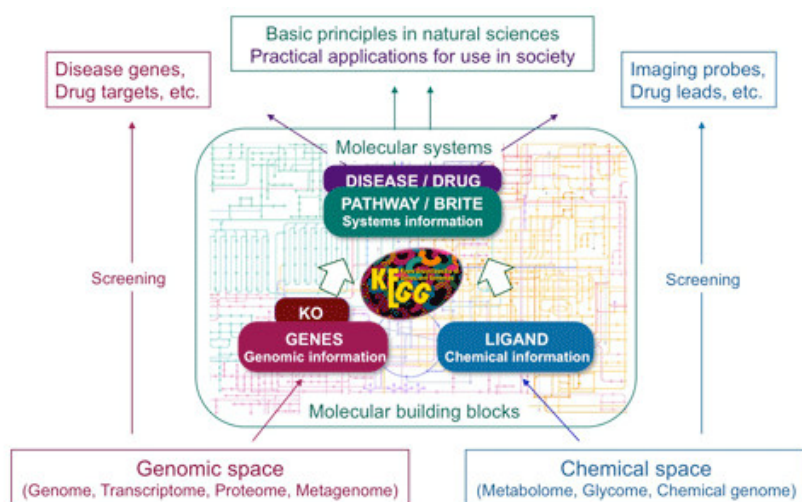 Basic principles in natural sciences
Practical applications for use in society
Disease genes,
Drug targets, etc.
Imaging probes,
Drug leads, etc.
Molecular systems
DISEASE / DRUG
PATHWAY / BRITE
Systems information
Screening
Screening
KEGG
KO
GENES
Genomic information
LIGAND
Chemical information
Molecular building blocks
Genomic space
(Genome, Transcriptome, Proteome, Metagenome)
Chemical space
(Metabolome, Glycome, Chemical genome)